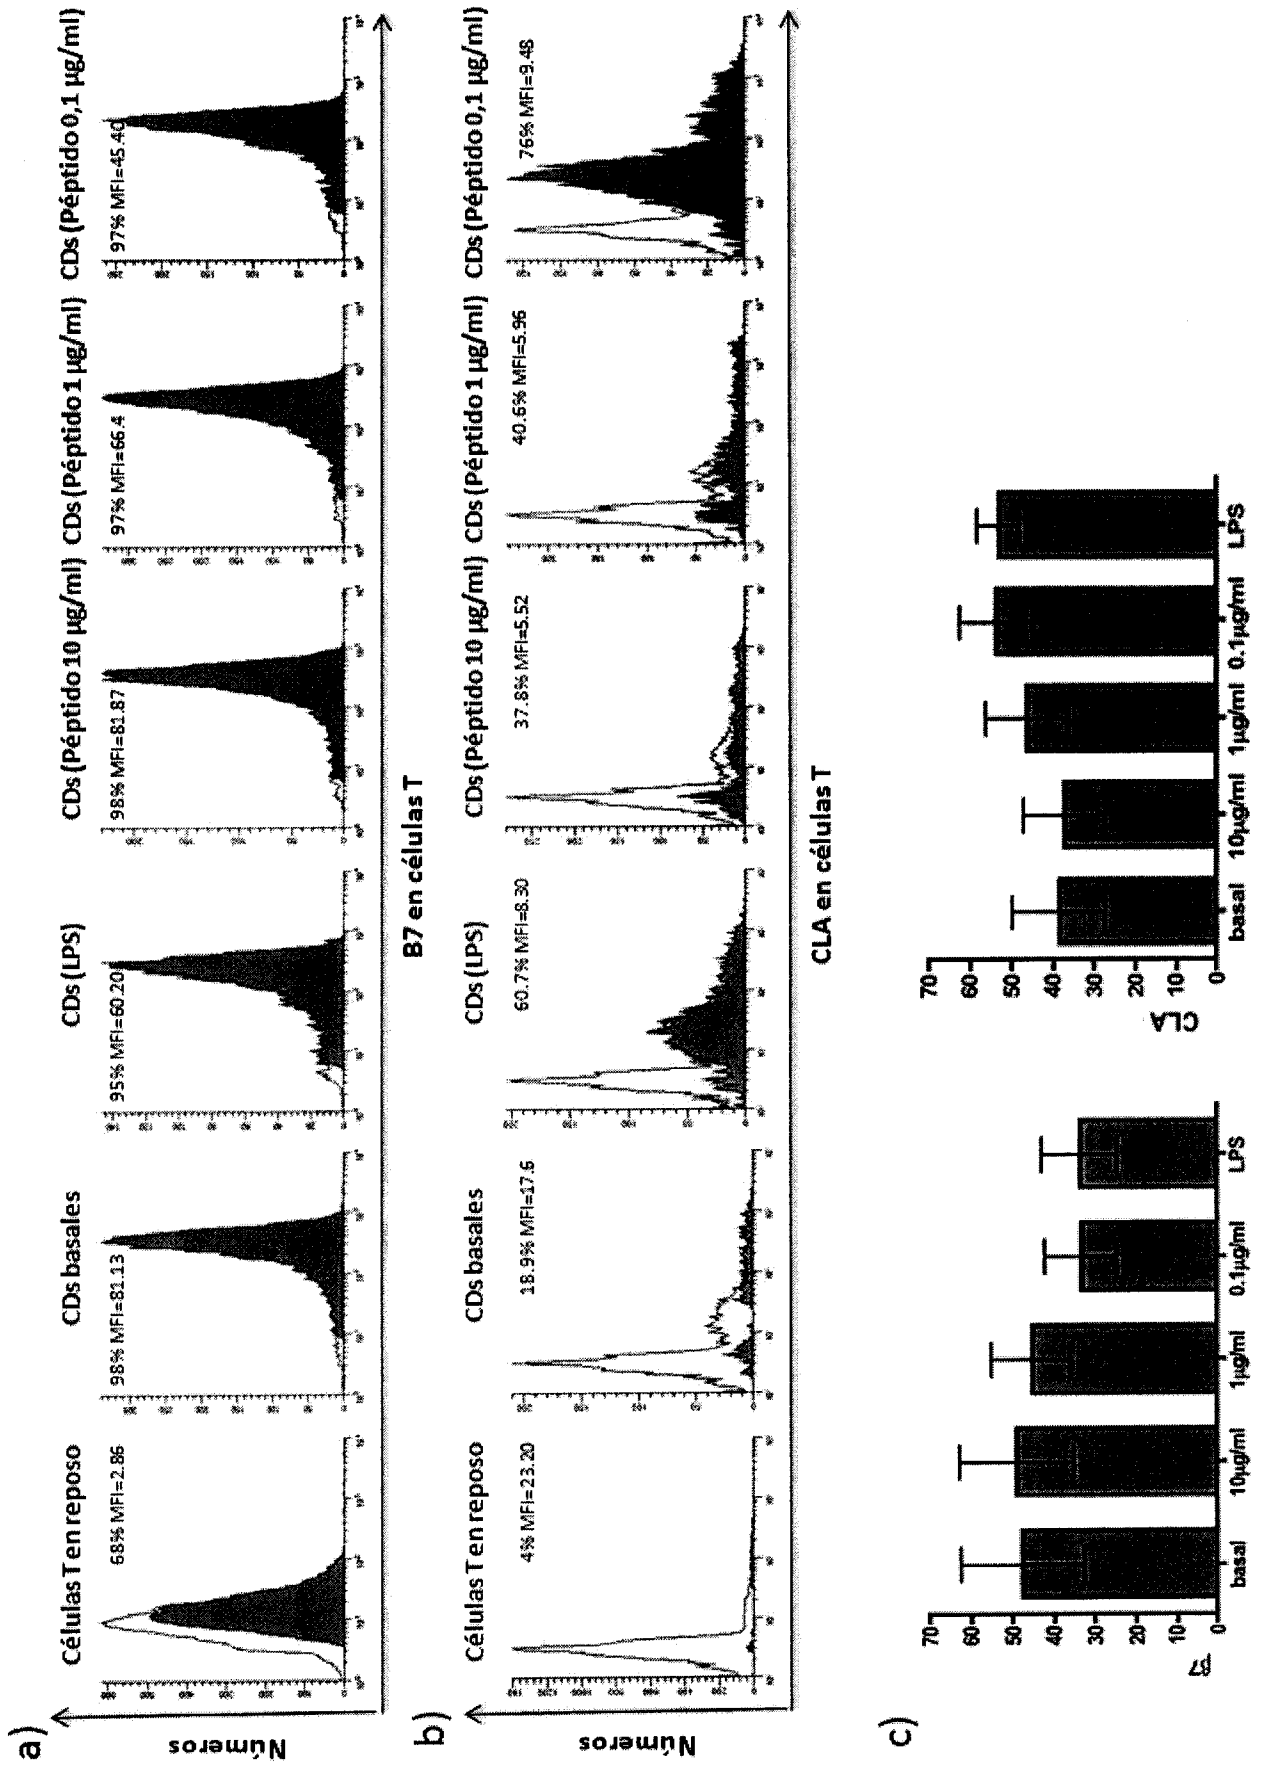 a)
Células T en reposo
CDs basales
CDs (LPS)
CDs (Péptido 10 µg/ml)
CDs (Péptido 1 µg/ml)
CDs (Péptido 0,1 µg/ml)
68% MFI=2.86
98% MFI=81.13
95% MFI=60.20
98% MFI=81.87
97% MFI=66.4
97% MFI=45.40
Números
B7 en células T
b)
Células T en reposo
CDs basales
CDs (LPS)
CDs (Péptido 10 µg/ml)
CDs (Péptido 1 µg/ml)
CDs (Péptido 0,1 µg/ml)
4% MFI=23.20
18.9% MFI=17.6
60.7% MFI=8.30
37.8% MFI=5.52
40.6% MFI=5.96
76% MFI=9.48
Números
CLA en células T
c)
70
60
50
40
30
20
10
0
β7
basal
10µg/ml
1µg/ml
0.1µg/ml
LPS
70
60
50
40
30
20
10
0
CLA
basal
10µg/ml
1µg/ml
0.1µg/ml
LPS